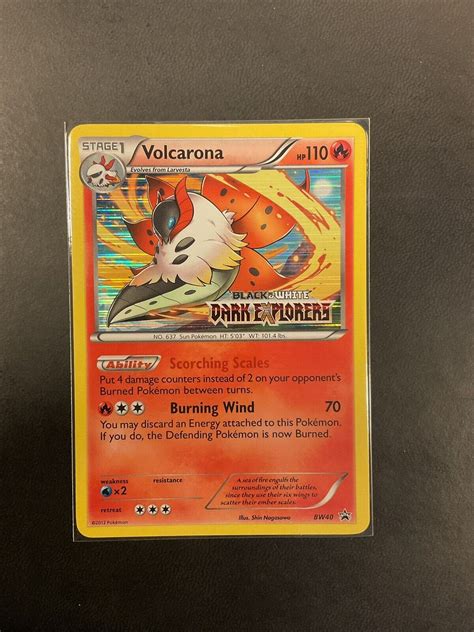 STAGE1
Volcarona
HP110
Evolves from Larvesta
BLACK & WHITE
DARK EXPLORERS
NO. 637 Sun Pokémon HT: 5'03" WT: 101.4 lbs.
Ability Scorching Scales
Put 4 damage counters instead of 2 on your opponent's
Burned Pokémon between turns.
Burning Wind 70
You may discard an Energy attached to this Pokémon.
If you do, the Defending Pokémon is now Burned.
weakness
resistance
×2
retreat
A sea of fire engulfs the
surroundings of their battles,
since they use their six wings to
scatter their ember scales.
Illus. Shin Nagasawa
BW40
©2012 Pokémon